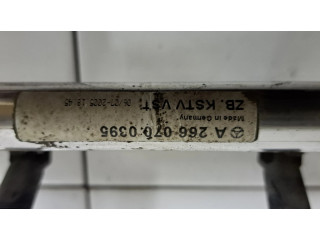 Made in Germany
A 266 070 0395
ZB. KSTV VST.